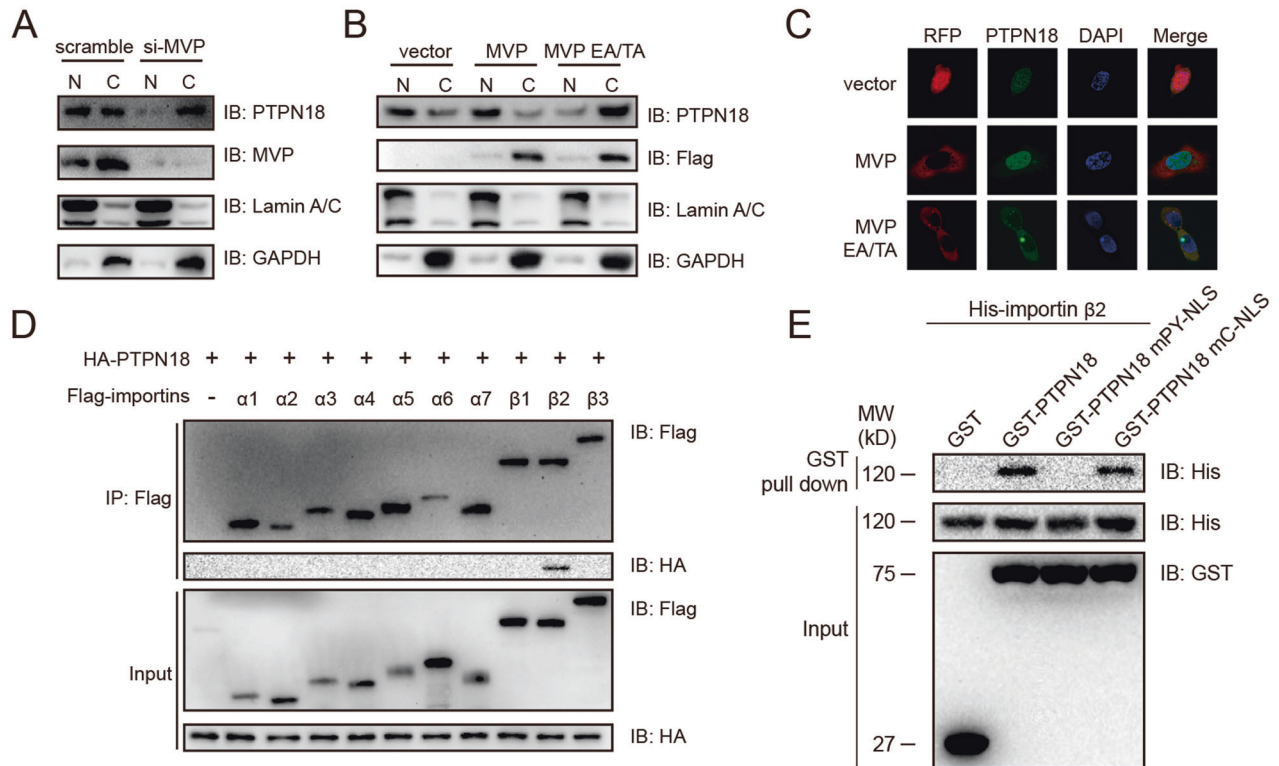 A
scramble si-MVP
N C N C
IB: PTPN18
IB: MVP
IB: Lamin A/C
IB: GAPDH
B
vector MVP MVP EA/TA
N C N C N C
IB: PTPN18
IB: Flag
IB: Lamin A/C
IB: GAPDH
C
RFP PTPN18 DAPI Merge
vector
MVP
MVP
EA/TA
D
HA-PTPN18 + + + + + + + + + + +
Flag-importins - α1 α2 α3 α4 α5 α6 α7 β1 β2 β3
IP: Flag
IB: Flag
IB: HA
Input
IB: Flag
IB: HA
E
His-importin β2
MW
(kD)
GST
GST-PTPN18
GST-PTPN18 mPY-NLS
GST-PTPN18 mC-NLS
GST
pull down
120 –
IB: His
Input
120 –
IB: His
75 –
IB: GST
27 –